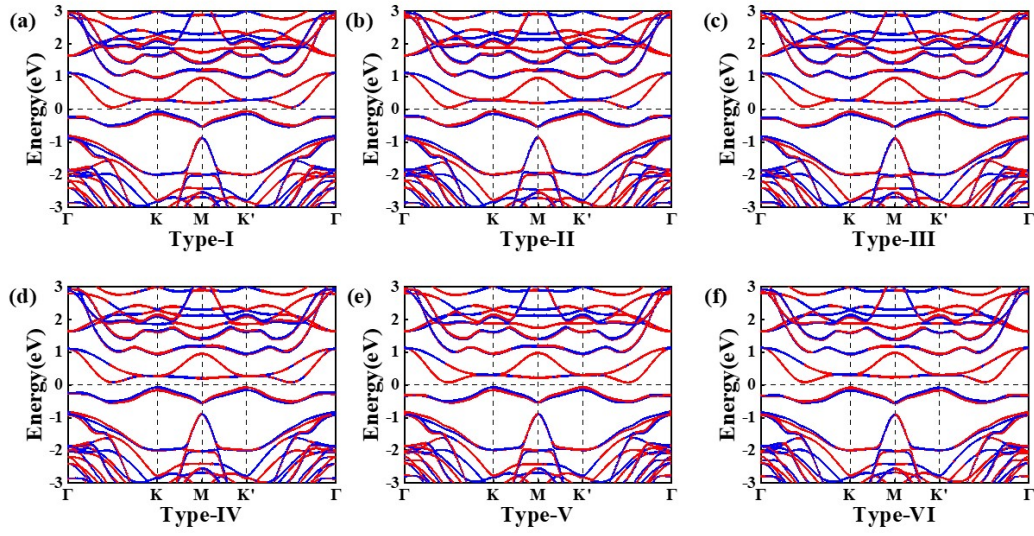 (a) (b) (c)
Energy(eV) Energy(eV) Energy(eV)
3 3 3
2 2 2
1 1 1
0 0 0
-1 -1 -1
-2 -2 -2
-3 -3 -3
Γ K M K' Γ Γ K M K' Γ Γ K M K' Γ
Type-I Type-II Type-III
(d) (e) (f)
Energy(eV) Energy(eV) Energy(eV)
3 3 3
2 2 2
1 1 1
0 0 0
-1 -1 -1
-2 -2 -2
-3 -3 -3
Γ K M K' Γ Γ K M K' Γ Γ K M K' Γ
Type-IV Type-V Type-VI